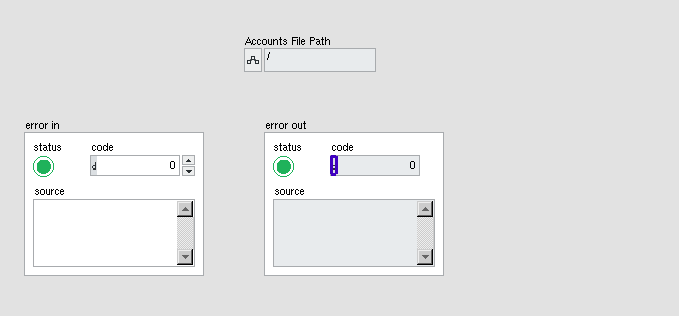 Accounts File Path
/
error in
status
code
d
0
source
error out
status
code
0
source